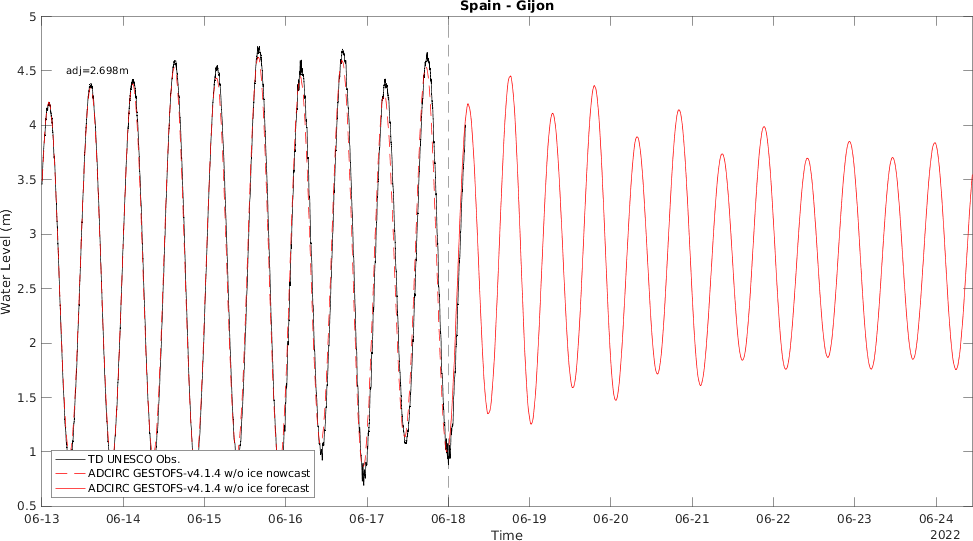 Spain - Gijon
5
4.5
4
3.5
3
2.5
2
1.5
1
0.5
Water Level (m)
adj=2.698m
TD UNESCO Obs.
ADCIRC GESTOFS-v4.1.4 w/o ice nowcast
ADCIRC GESTOFS-v4.1.4 w/o ice forecast
06-13 06-14 06-15 06-16 06-17 06-18 06-19 06-20 06-21 06-22 06-23 06-24
Time
2022